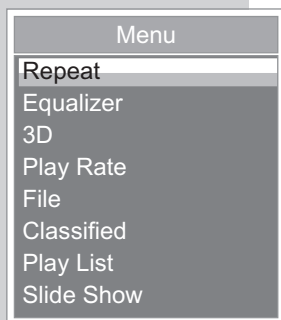 Menu
Repeat
Equalizer
3D
Play Rate
File
Classified
Play List
Slide Show